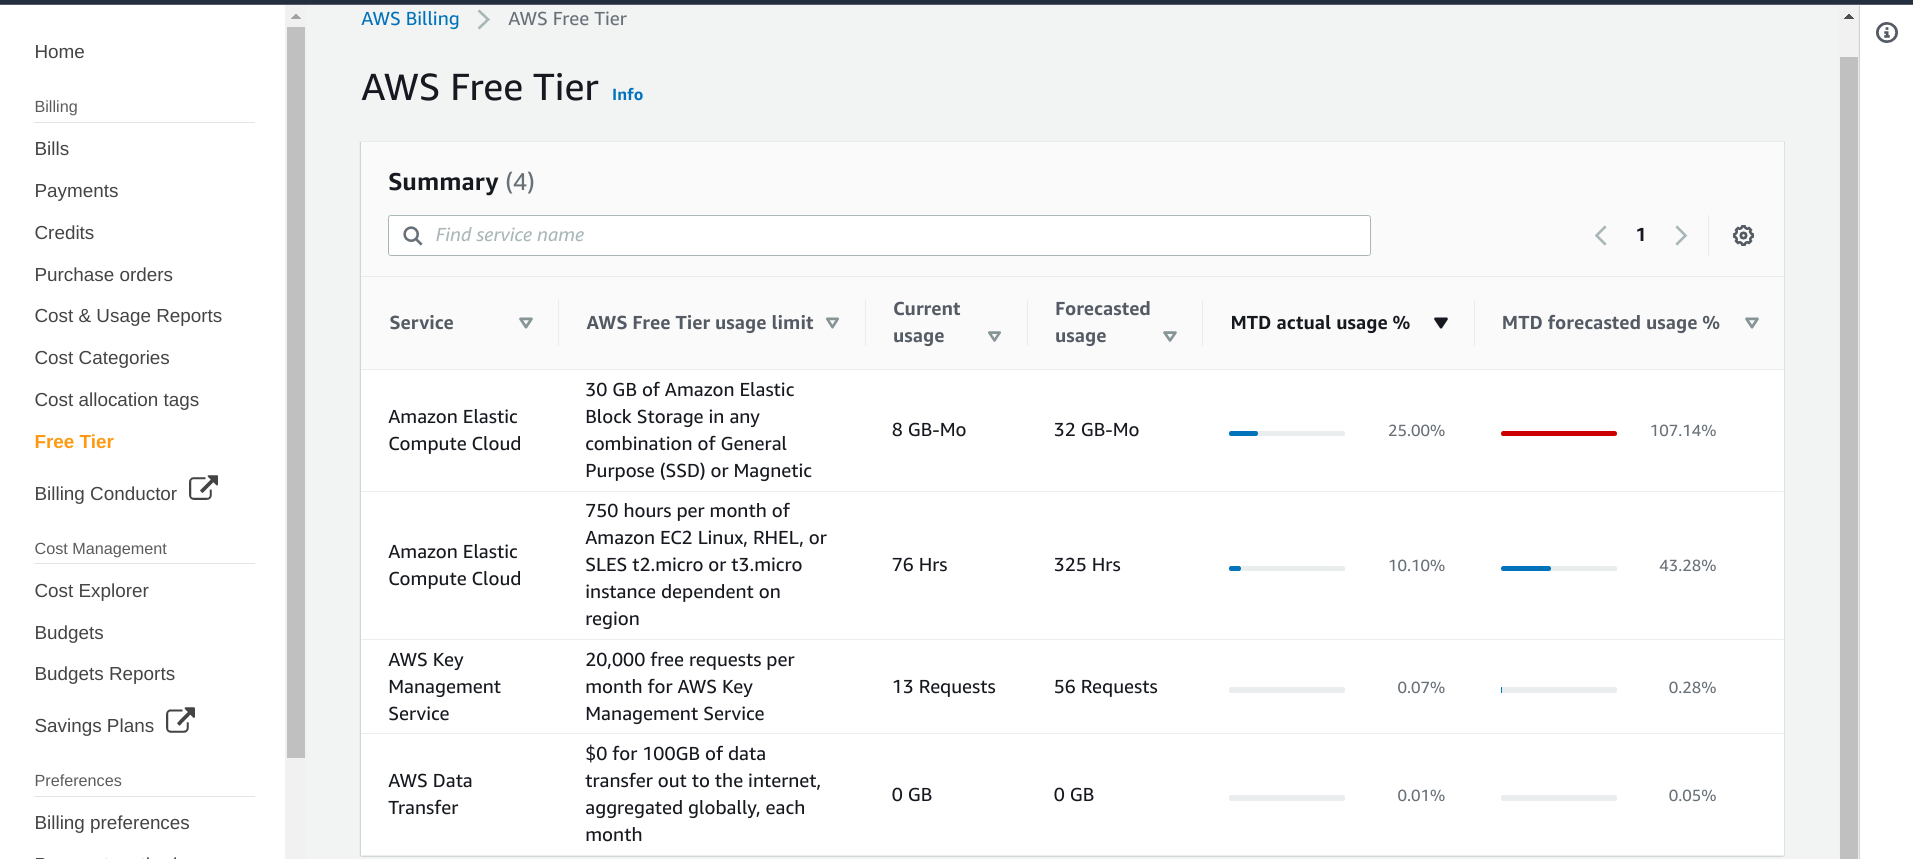 AWS Billing > AWS Free Tier
Home
Billing
Bills
Payments
Credits
Purchase orders
Cost & Usage Reports
Cost Categories
Cost allocation tags
Free Tier
Billing Conductor
Cost Management
Cost Explorer
Budgets
Budgets Reports
Savings Plans
Preferences
Billing preferences
AWS Free Tier Info
Summary (4)
Find service name
1
Service
AWS Free Tier usage limit
Current
usage
Forecasted
usage
MTD actual usage %
MTD forecasted usage %
Amazon Elastic
Compute Cloud
30 GB of Amazon Elastic
Block Storage in any
combination of General
Purpose (SSD) or Magnetic
8 GB-Mo
32 GB-Mo
25.00%
107.14%
Amazon Elastic
Compute Cloud
750 hours per month of
Amazon EC2 Linux, RHEL, or
SLES t2.micro or t3.micro
instance dependent on
region
76 Hrs
325 Hrs
10.10%
43.28%
AWS Key
Management
Service
20,000 free requests per
month for AWS Key
Management Service
13 Requests
56 Requests
0.07%
0.28%
AWS Data
Transfer
$0 for 100GB of data
transfer out to the internet,
aggregated globally, each
month
0 GB
0 GB
0.01%
0.05%